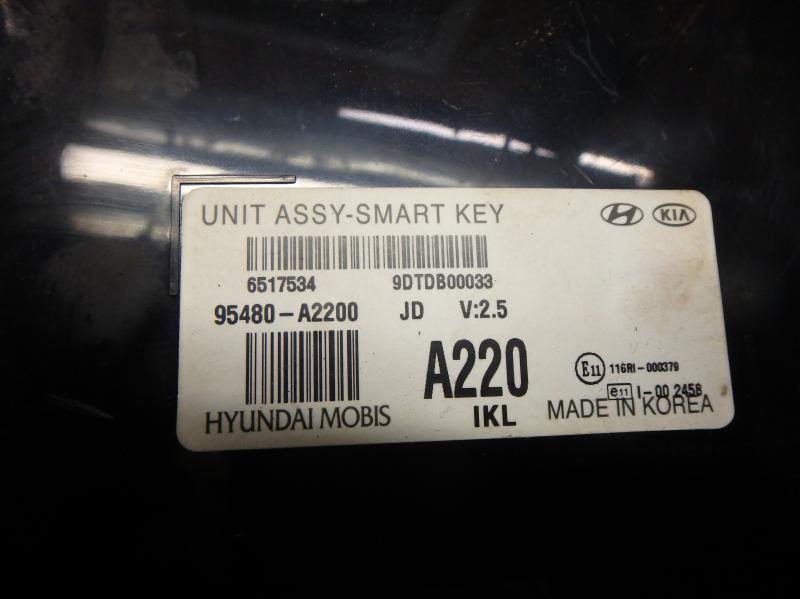 UNIT ASSY-SMART KEY
KIA
6517534 9DTDB00033
95480-A2200 JD V:2.5
A220
E11 116RI-000379
e11 I-00 2458
HYUNDAI MOBIS IKL MADE IN KOREA